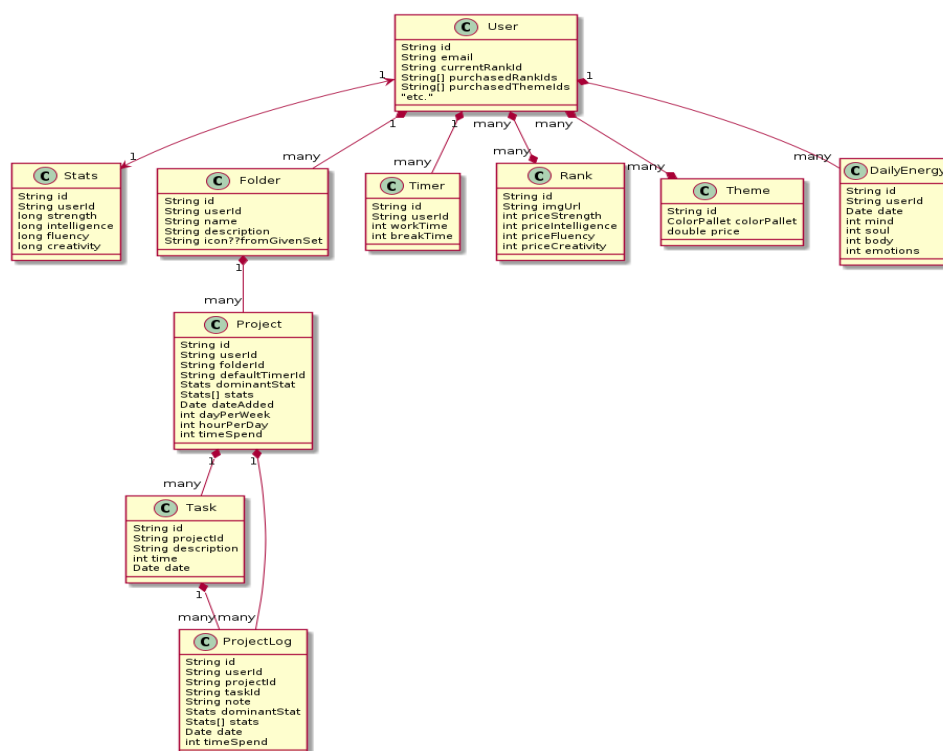 C User
String id
String email
String currentRankId
String[] purchasedRankIds
String[] purchasedThemeIds
"etc."
1
1
1
1
many
many
1
1
many
many
many
many
many
C Stats
String id
String userId
long strength
long intelligence
long fluency
long creativity
C Folder
String id
String userId
String name
String description
String icon??fromGivenSet
C Timer
String id
String userId
int workTime
int breakTime
C Rank
String id
String imgUrl
int priceStrength
int priceIntelligence
int priceFluency
int priceCreativity
C Theme
String id
ColorPallet colorPallet
double price
C DailyEnergy
String id
String userId
Date date
int mind
int soul
int body
int emotions
1
many
C Project
String id
String userId
String folderId
String defaultTimerId
Stats dominantStat
Stats[] stats
Date dateAdded
int dayPerWeek
int hourPerDay
int timeSpend
1
1
many
C Task
String id
String projectId
String description
int time
Date date
1
many
many
C ProjectLog
String id
String userId
String projectId
String taskId
String note
Stats dominantStat
Stats[] stats
Date date
int timeSpend